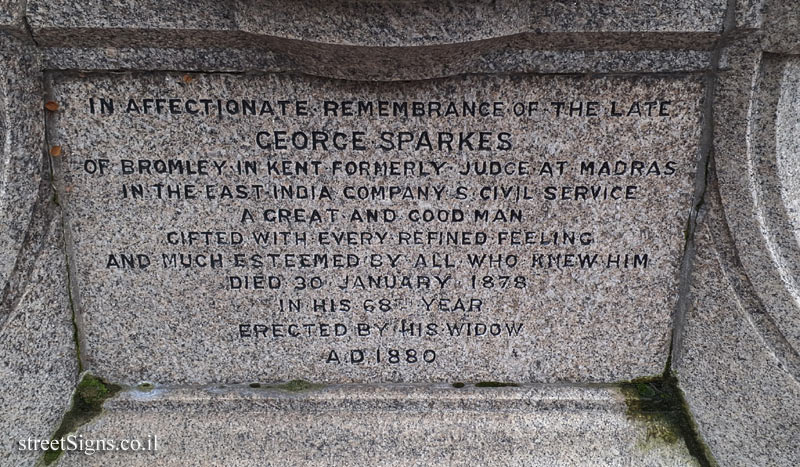 IN AFFECTIONATE REMEMBRANCE OF THE LATE
GEORGE SPARKES
OF BROMLEY IN KENT FORMERLY JUDGE AT MADRAS
IN THE EAST INDIA COMPANY'S CIVIL SERVICE
A GREAT AND GOOD MAN
GIFTED WITH EVERY REFINED FEELING
AND MUCH ESTEEMED BY ALL WHO KNEW HIM
DIED 30 JANUARY 1878
IN HIS 68TH YEAR
ERECTED BY HIS WIDOW
A.D. 1880
streetSigns.co.il